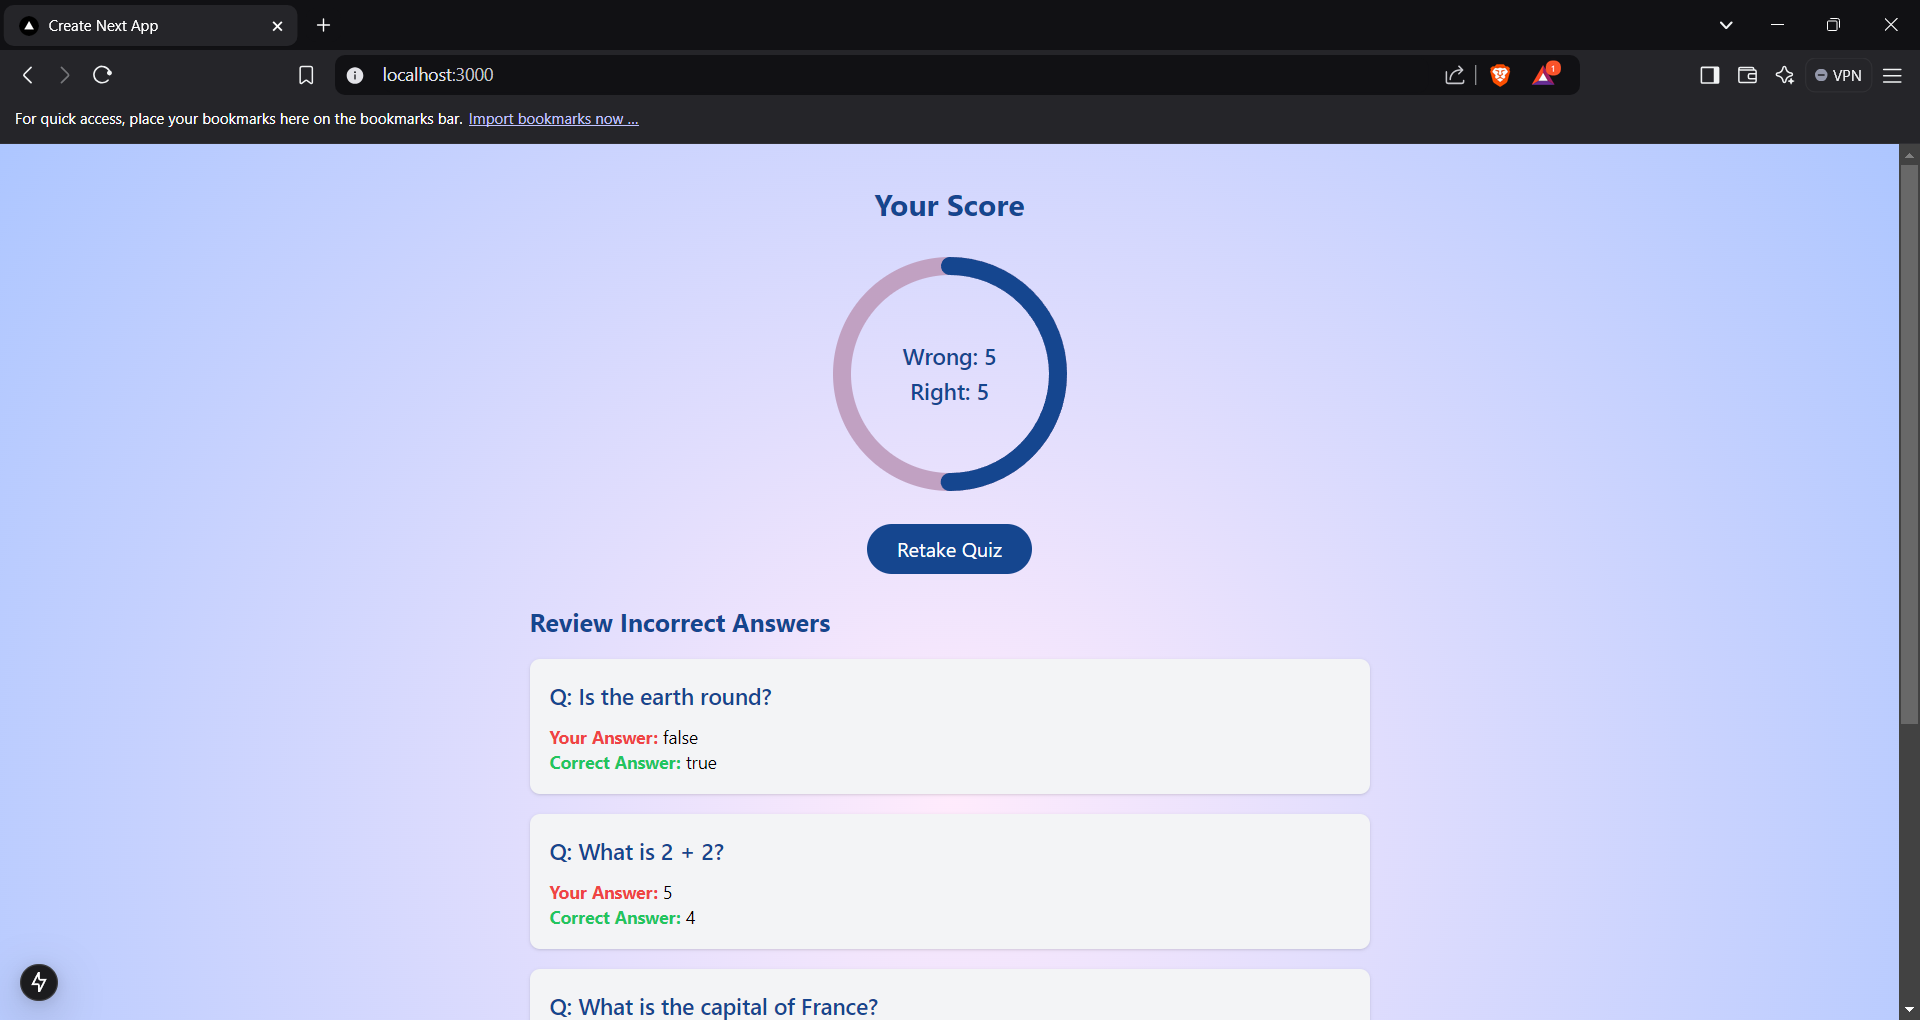 Create Next App
localhost:3000
1
VPN
For quick access, place your bookmarks here on the bookmarks bar. Import bookmarks now ...
Your Score
Wrong: 5
Right: 5
Retake Quiz
Review Incorrect Answers
Q: Is the earth round?
Your Answer: false
Correct Answer: true
Q: What is 2 + 2?
Your Answer: 5
Correct Answer: 4
Q: What is the capital of France?